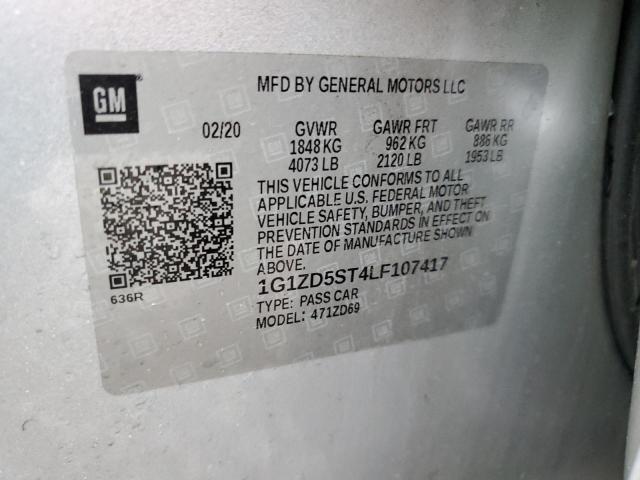 GM
MFD BY GENERAL MOTORS LLC
02/20 GVWR GAWR FRT GAWR RR
1848 KG 962 KG 886 KG
4073 LB 2120 LB 1953 LB
THIS VEHICLE CONFORMS TO ALL
APPLICABLE U.S. FEDERAL MOTOR
VEHICLE SAFETY, BUMPER, AND THEFT
PREVENTION STANDARDS IN EFFECT ON
THE DATE OF MANUFACTURE SHOWN
ABOVE.
1G1ZD5ST4LF107417
TYPE: PASS CAR
MODEL: 471ZD69
636R